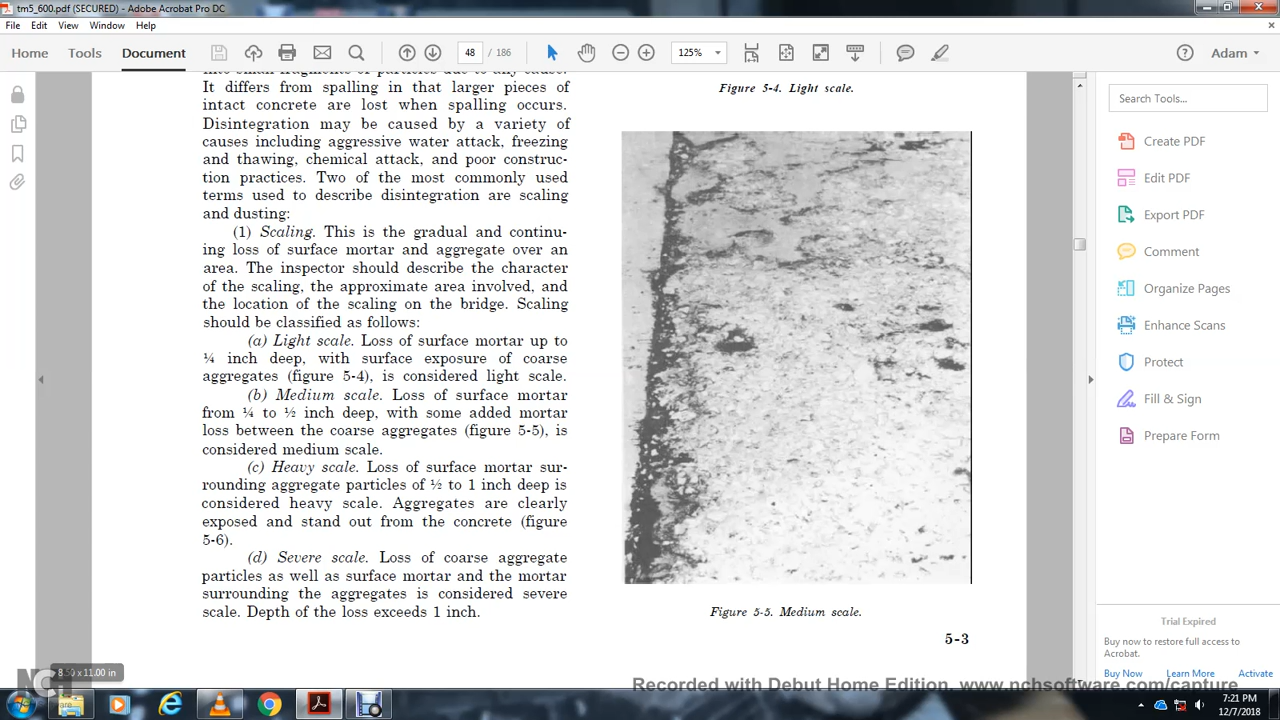 tm5_600.pdf (SECURED) - Adobe Acrobat Pro DC
File Edit View Window Help
Home Tools Document 48 / 186 125% Adam
into small fragments or particles due to any cause.
It differs from spalling in that larger pieces of
intact concrete are lost when spalling occurs.
Disintegration may be caused by a variety of
causes including aggressive water attack, freezing
and thawing, chemical attack, and poor construc-
tion practices. Two of the most commonly used
terms used to describe disintegration are scaling
and dusting:
(1) Scaling. This is the gradual and continu-
ing loss of surface mortar and aggregate over an
area. The inspector should describe the character
of the scaling, the approximate area involved, and
the location of the scaling on the bridge. Scaling
should be classified as follows:
(a) Light scale. Loss of surface mortar up to
¼ inch deep, with surface exposure of coarse
aggregates (figure 5-4), is considered light scale.
(b) Medium scale. Loss of surface mortar
from ¼ to ½ inch deep, with some added mortar
loss between the coarse aggregates (figure 5-5), is
considered medium scale.
(c) Heavy scale. Loss of surface mortar sur-
rounding aggregate particles of ½ to 1 inch deep is
considered heavy scale. Aggregates are clearly
exposed and stand out from the concrete (figure
5-6).
(d) Severe scale. Loss of coarse aggregate
particles as well as surface mortar and the mortar
surrounding the aggregates is considered severe
scale. Depth of the loss exceeds 1 inch.
Figure 5-4. Light scale.
Figure 5-5. Medium scale.
5-3
Search Tools...
Create PDF
Edit PDF
Export PDF
Comment
Organize Pages
Enhance Scans
Protect
Fill & Sign
Prepare Form
Trial Expired
Buy now to restore full access to
Acrobat.
Buy Now Learn More Activate
8.50 x 11.00 in
NCH
Recorded with Debut Home Edition. www.nchsoftware.com/capture
7:21 PM
12/7/2018